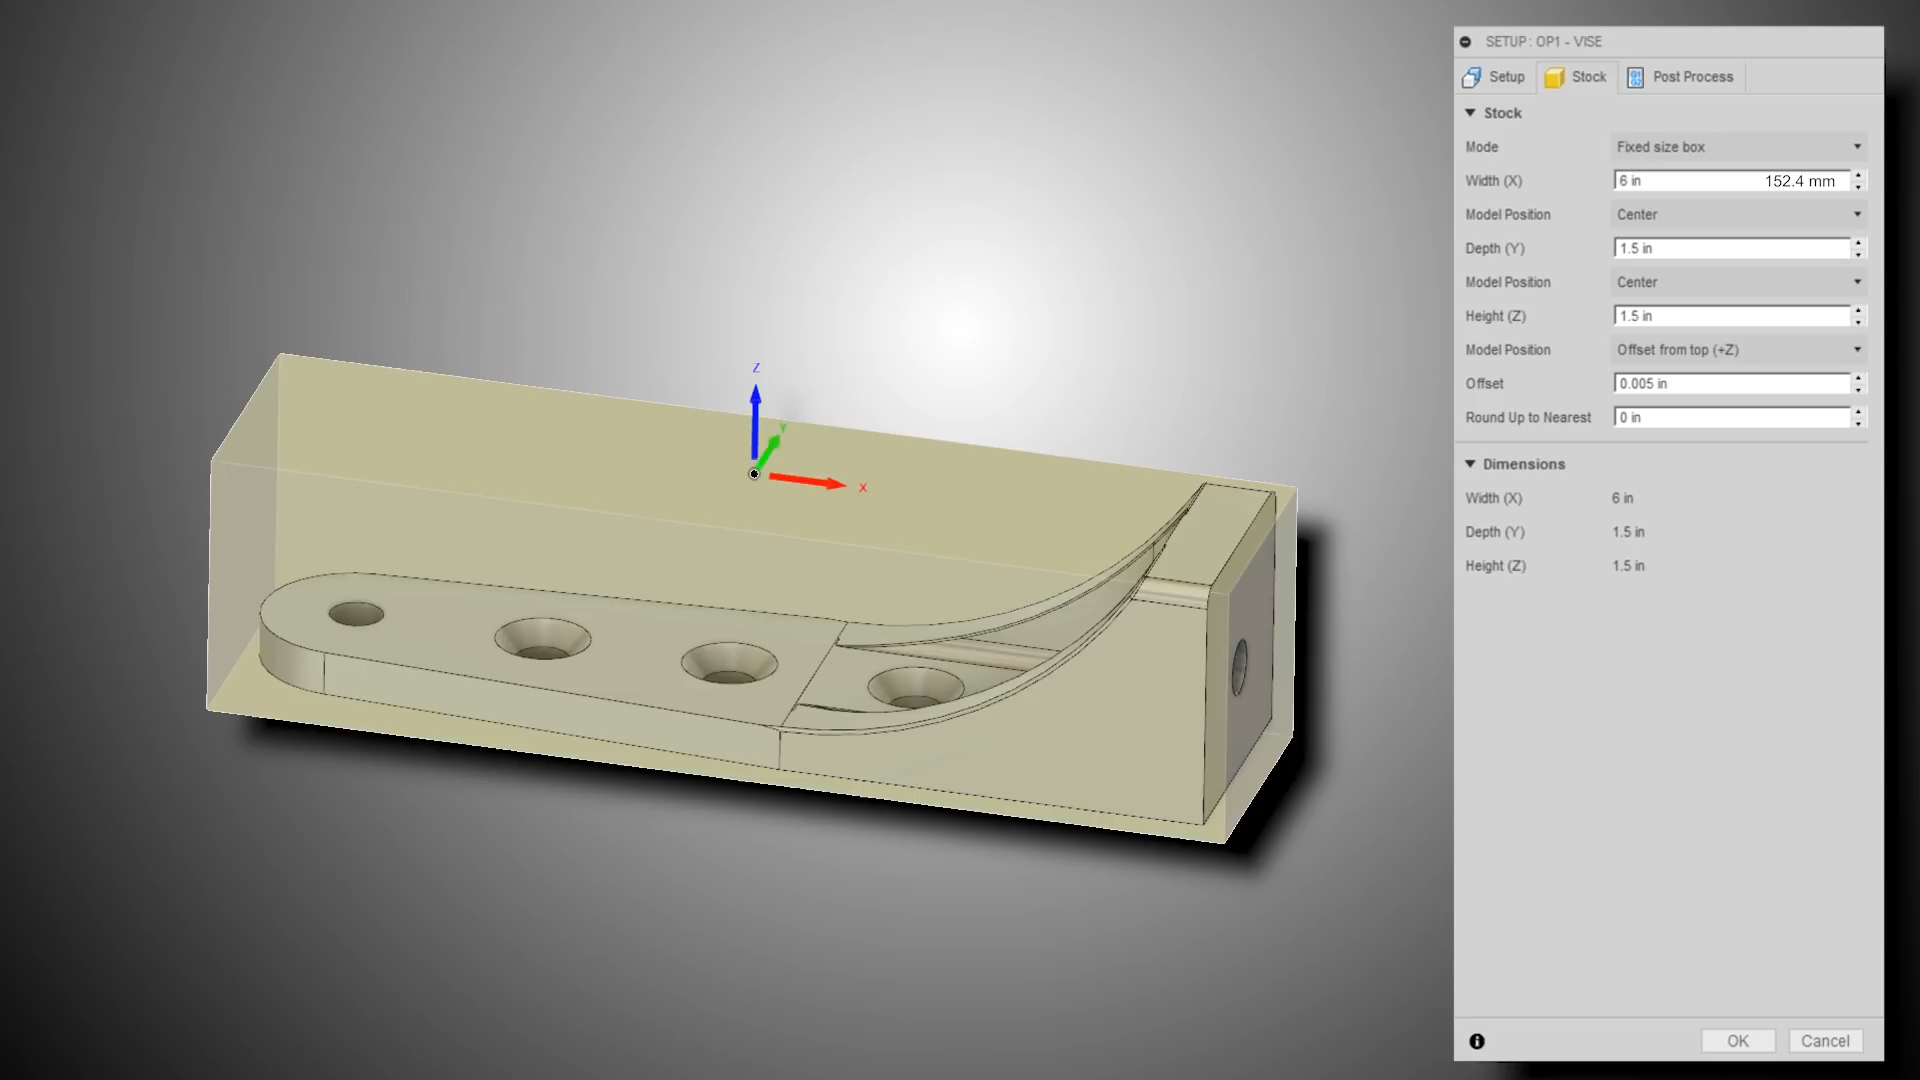 SETUP : OP1 - VISE
Setup Stock Post Process
Stock
Mode Fixed size box
Width (X) 6 in 152.4 mm
Model Position Center
Depth (Y) 1.5 in
Model Position Center
Height (Z) 1.5 in
Model Position Offset from top (+Z)
Offset 0.005 in
Round Up to Nearest 0 in
Dimensions
Width (X) 6 in
Depth (Y) 1.5 in
Height (Z) 1.5 in
OK Cancel
Z
Y
X